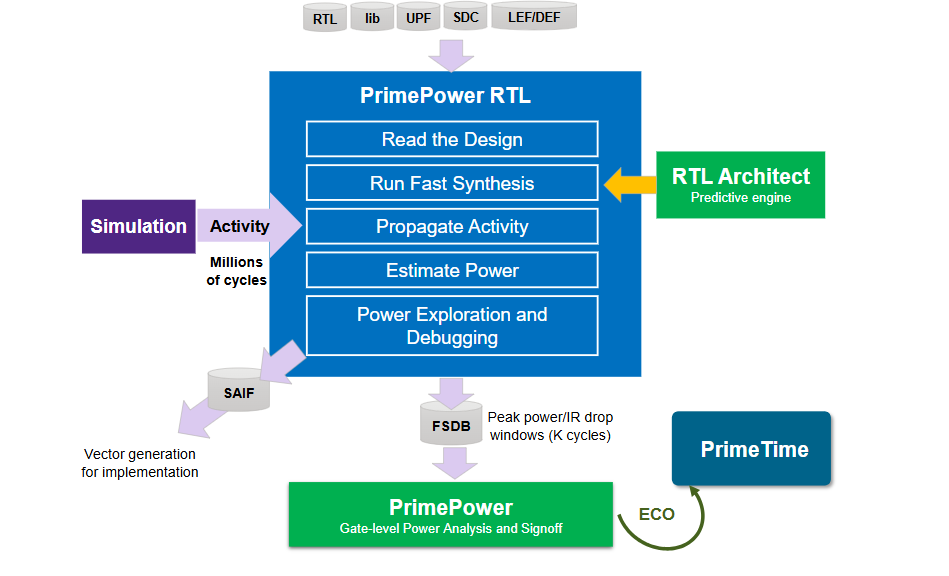 RTL
lib
UPF
SDC
LEF/DEF
PrimePower RTL
Read the Design
Run Fast Synthesis
Propagate Activity
Estimate Power
Power Exploration and
Debugging
RTL Architect
Predictive engine
Simulation
Activity
Millions
of cycles
SAIF
Vector generation
for implementation
FSDB
Peak power/IR drop
windows (K cycles)
PrimePower
Gate-level Power Analysis and Signoff
ECO
PrimeTime